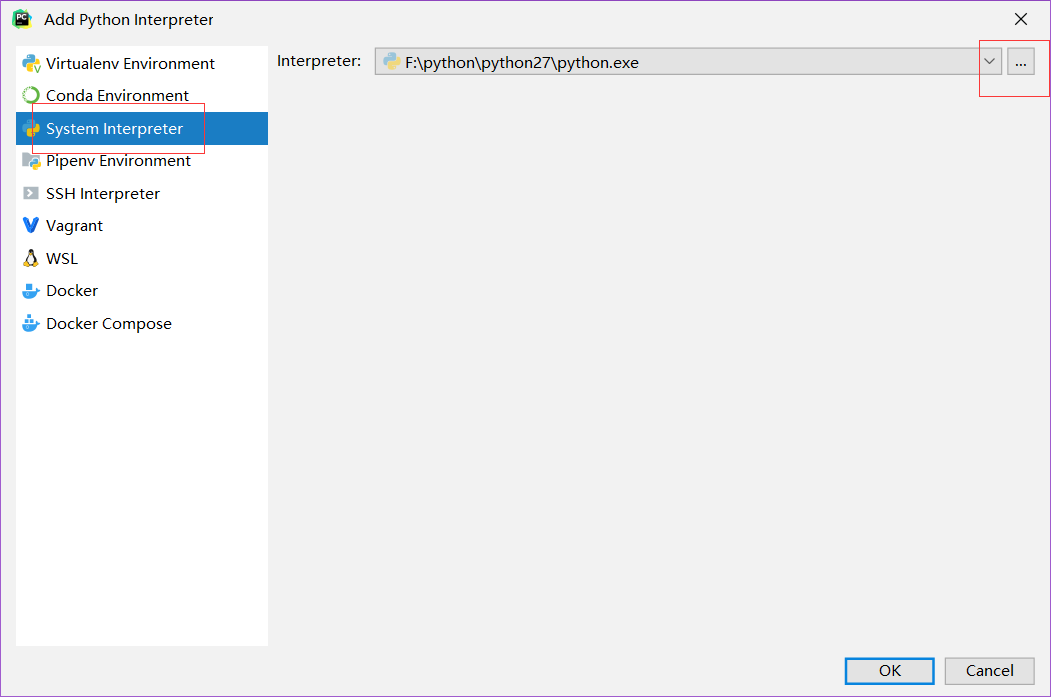 Add Python Interpreter
Virtualenv Environment
Conda Environment
System Interpreter
Pipenv Environment
SSH Interpreter
Vagrant
WSL
Docker
Docker Compose
Interpreter: F:\python\python27\python.exe ...
OK Cancel